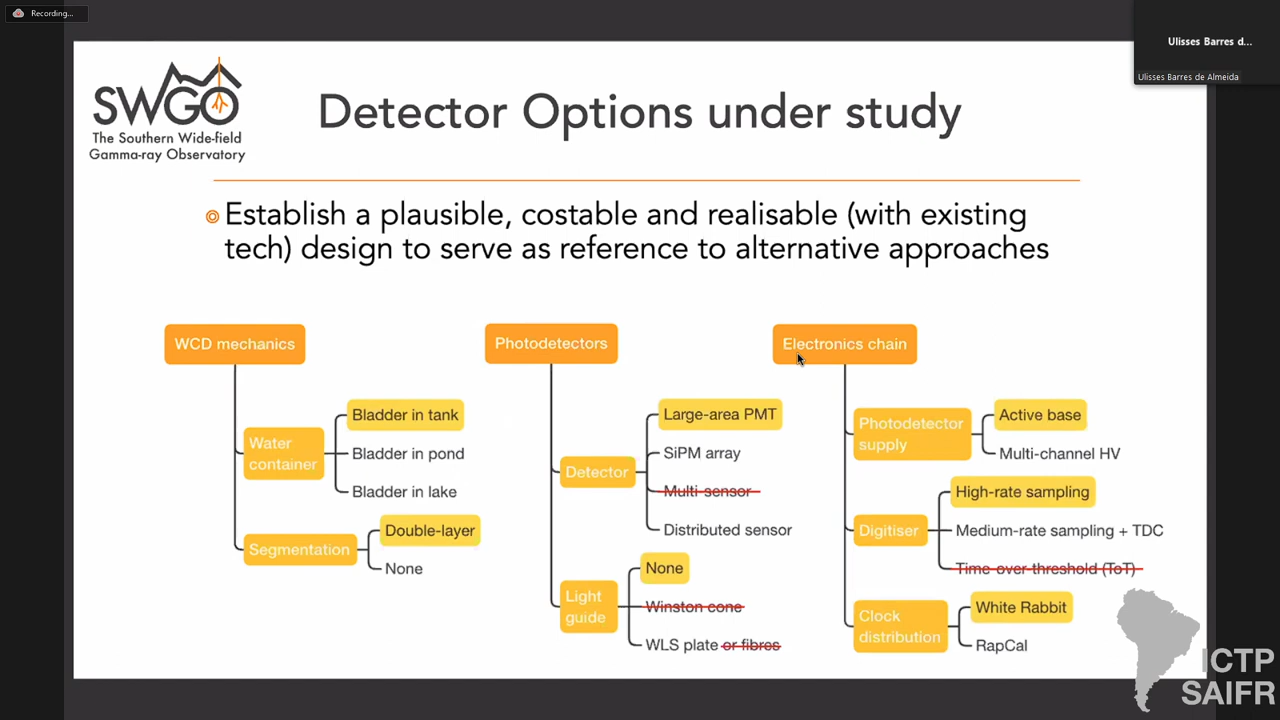 Recording...
Ulisses Barres d...
Ulisses Barres de Almeida
SWGO
The Southern Wide-field
Gamma-ray Observatory
Detector Options under study
Establish a plausible, costable and realisable (with existing
tech) design to serve as reference to alternative approaches
WCD mechanics
Water
container
Bladder in tank
Bladder in pond
Bladder in lake
Segmentation
Double-layer
None
Photodetectors
Detector
Large-area PMT
SiPM array
Multi-sensor
Distributed sensor
Light
guide
None
Winston cone
WLS plate or fibres
Electronics chain
Photodetector
supply
Active base
Multi-channel HV
Digitiser
High-rate sampling
Medium-rate sampling + TDC
Time-over-threshold (ToT)
Clock
distribution
White Rabbit
RapCal
ICTP
SAIFR